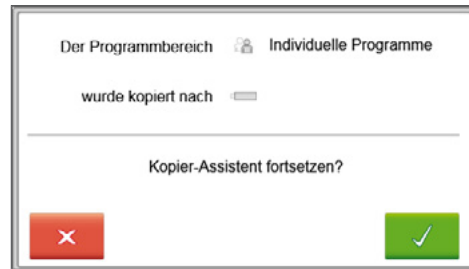 Der Programmbereich Individuelle Programme
wurde kopiert nach
Kopier-Assistent fortsetzen?